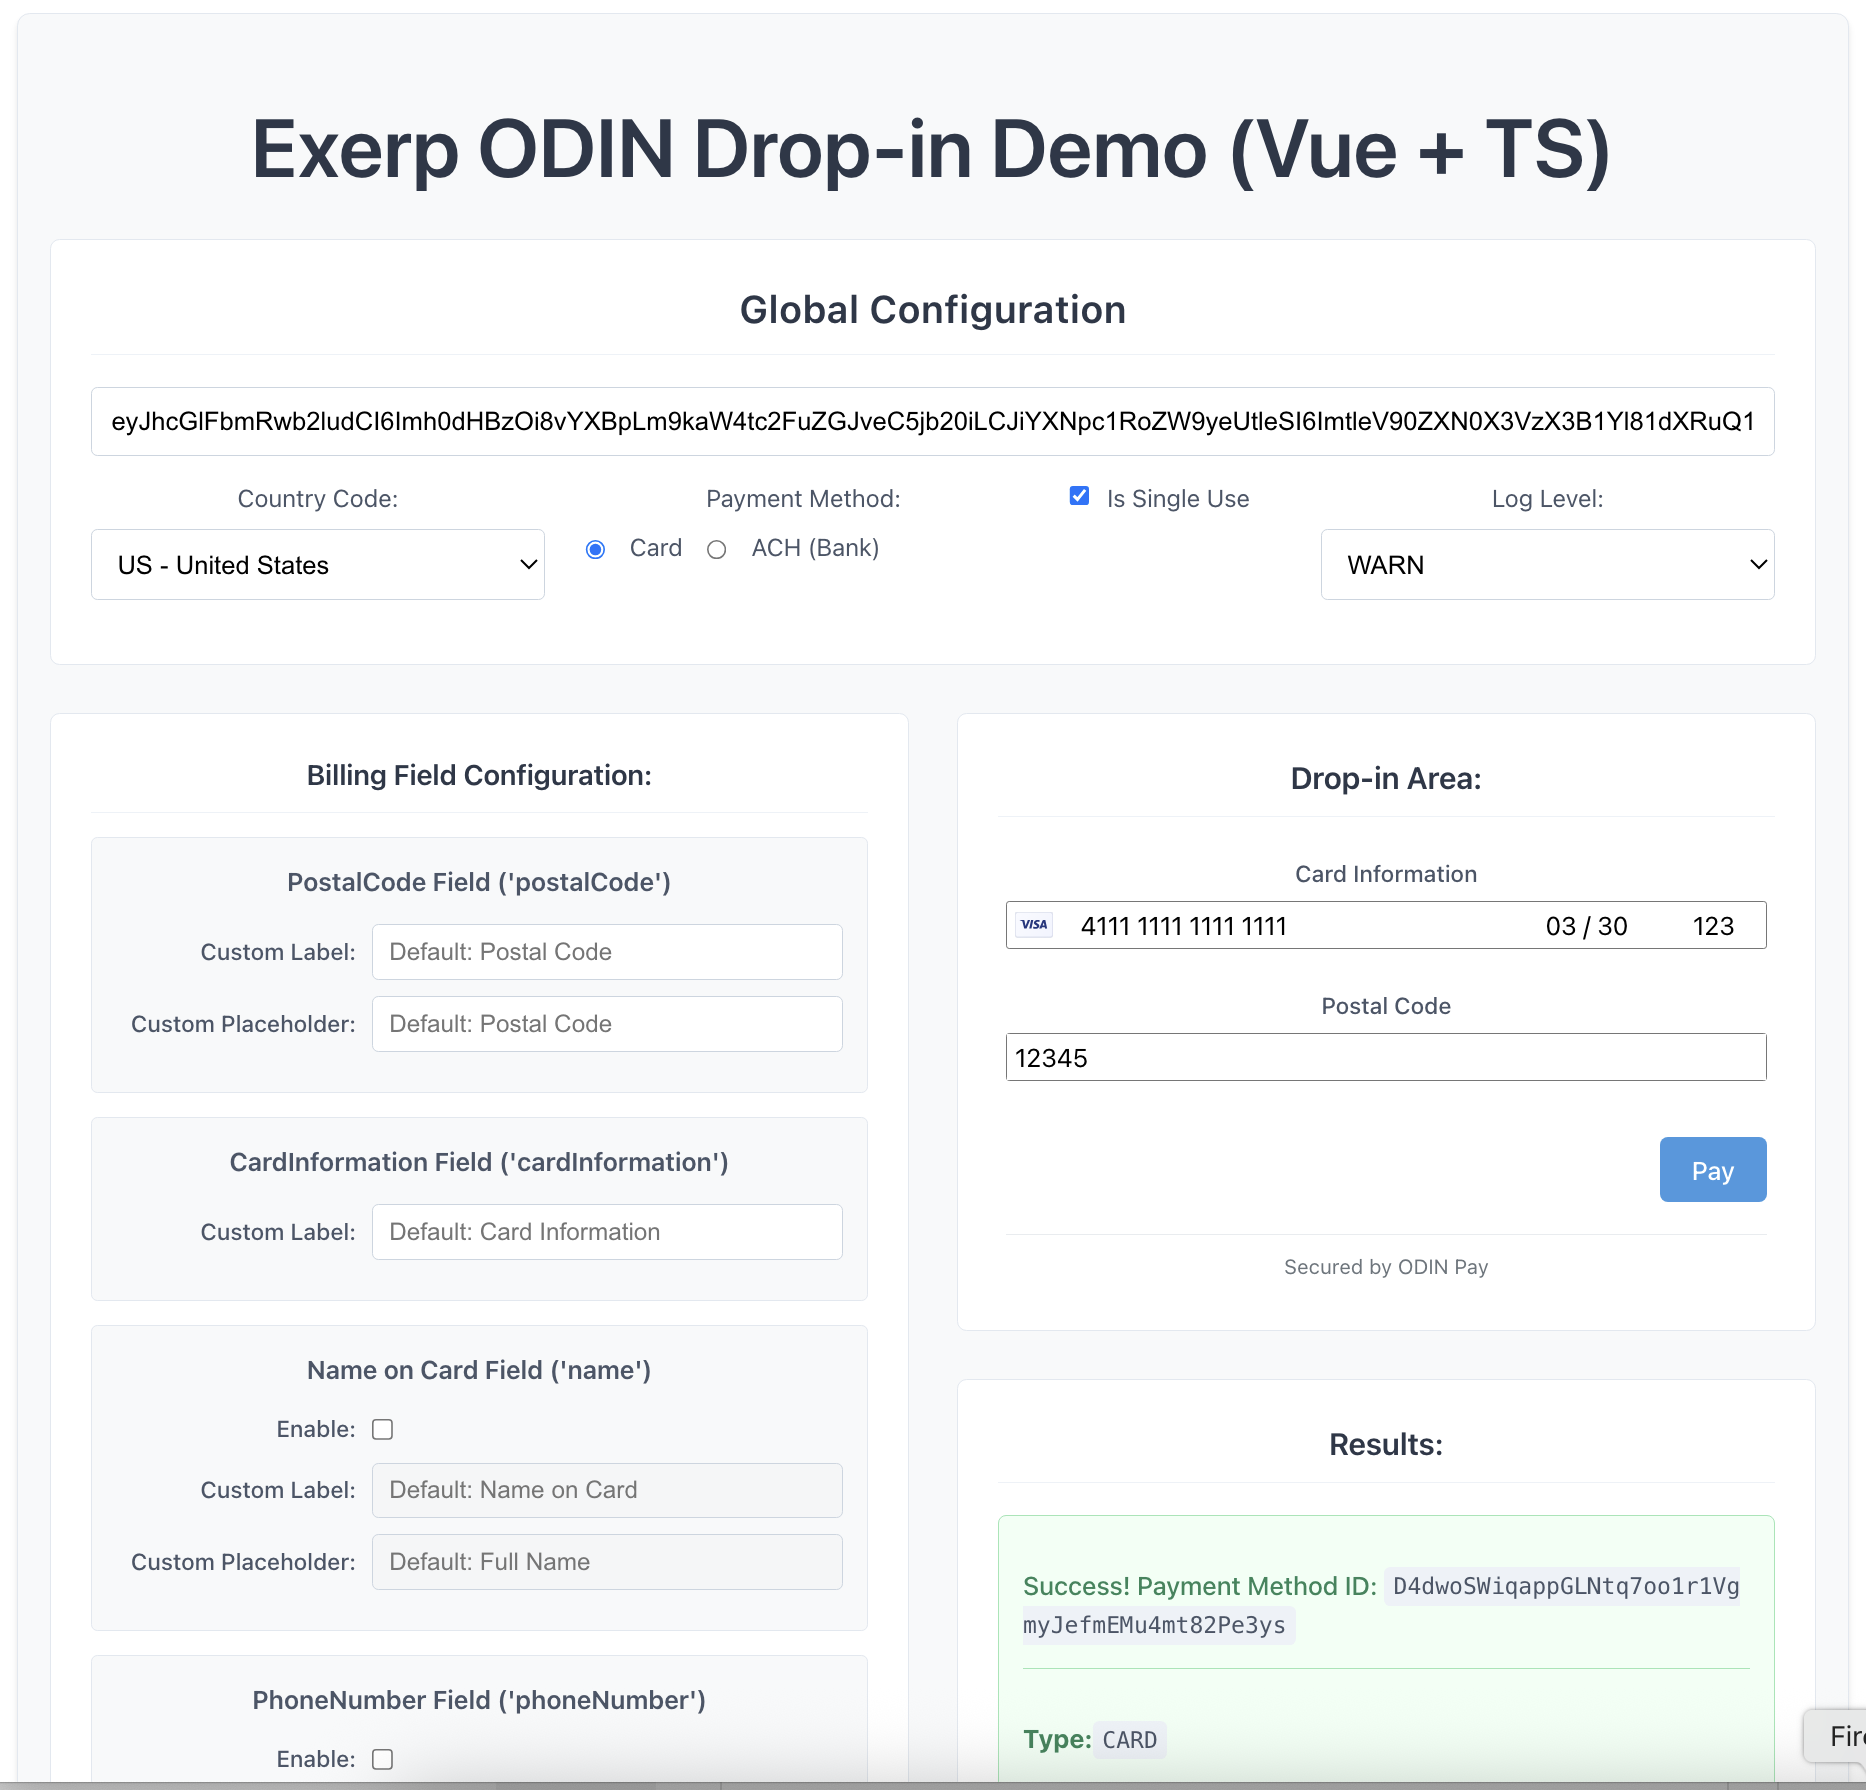 Exerp ODIN Drop-in Demo (Vue + TS)
Global Configuration
eyJhcGlFbmRwb2ludCI6Imh0dHBzOi8vYXBpLm9kaW4tc2FuZGJveC5jb20iLCJiYXNpc1RoZW9yeUtleSI6ImtleV90ZXN0X3VzX3B1Yl81dXRuQ1
Country Code:
Payment Method:
Is Single Use
Log Level:
US - United States
Card
ACH (Bank)
WARN
Billing Field Configuration:
PostalCode Field ('postalCode')
Custom Label:
Default: Postal Code
Custom Placeholder:
Default: Postal Code
CardInformation Field ('cardInformation')
Custom Label:
Default: Card Information
Name on Card Field ('name')
Enable:
Custom Label:
Default: Name on Card
Custom Placeholder:
Default: Full Name
PhoneNumber Field ('phoneNumber')
Enable:
Drop-in Area:
Card Information
VISA 4111 1111 1111 1111 03 / 30 123
Postal Code
12345
Pay
Secured by ODIN Pay
Results:
Success! Payment Method ID: D4dwoSWiqappGLNtq7oo1r1Vg
myJefmEMu4mt82Pe3ys
Type: CARD